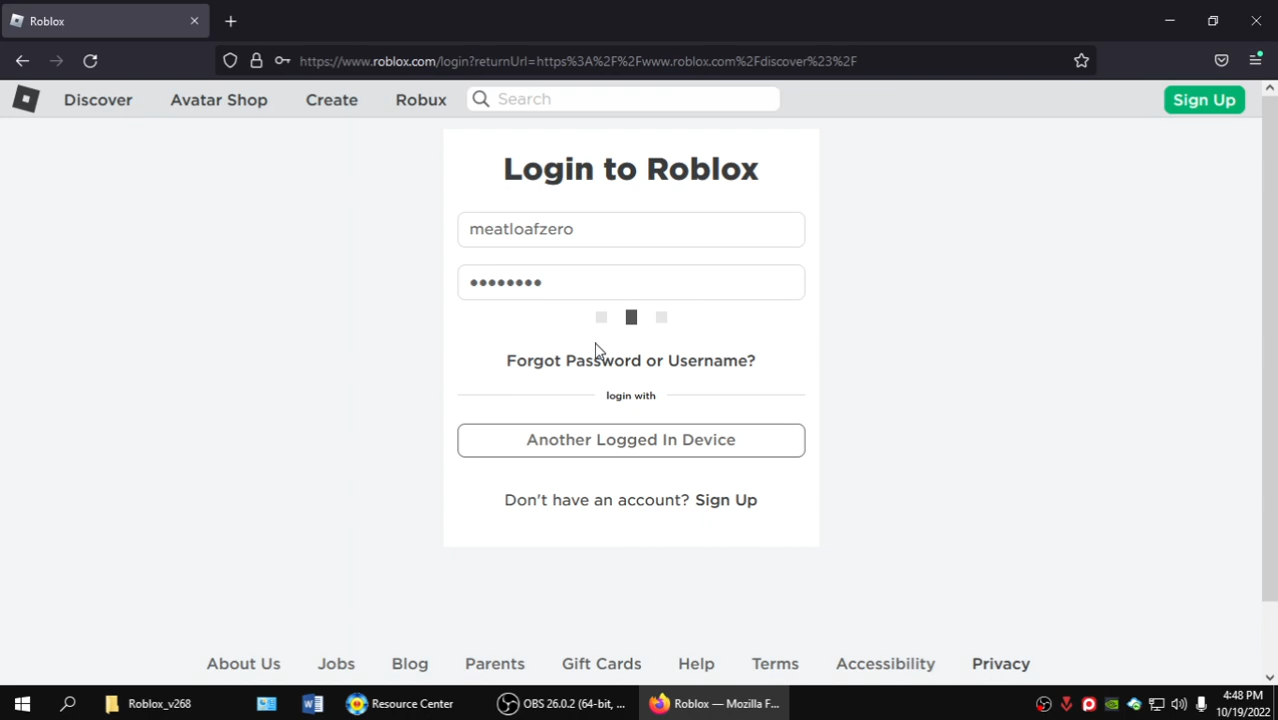 Roblox
https://www.roblox.com/login?returnUrl=https%3A%2F%2Fwww.roblox.com%2Fdiscover%23%2F
Discover Avatar Shop Create Robux Search Sign Up
Login to Roblox
meatloafzero
••••••••
Forgot Password or Username?
login with
Another Logged In Device
Don't have an account? Sign Up
About Us Jobs Blog Parents Gift Cards Help Terms Accessibility Privacy
Roblox_v268 Resource Center OBS 26.0.2 (64-bit, ... Roblox — Mozilla F... 4:48 PM
10/19/2022